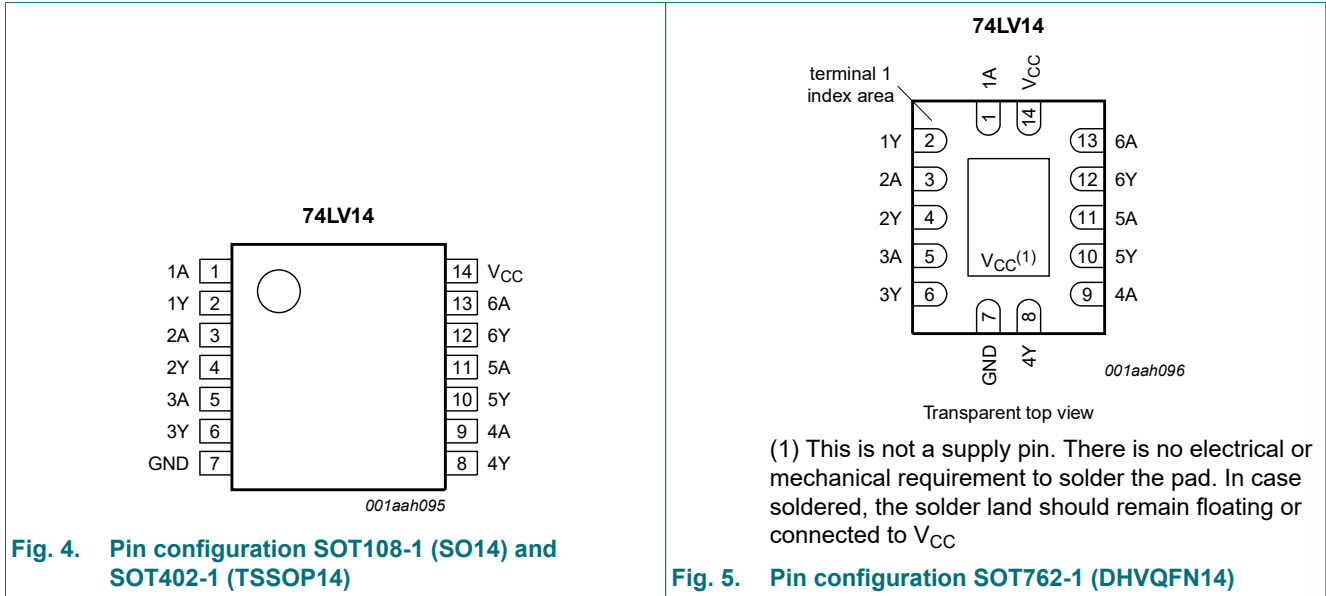 74LV14
1A 1
1Y 2
2A 3
2Y 4
3A 5
3Y 6
GND 7
14 VCC
13 6A
12 6Y
11 5A
10 5Y
9 4A
8 4Y
001aah095
Fig. 4. Pin configuration SOT108-1 (SO14) and
SOT402-1 (TSSOP14)
74LV14
terminal 1
index area
1A
VCC
1
14
1Y 2
2A 3
2Y 4
3A 5
3Y 6
13 6A
12 6Y
11 5A
10 5Y
9 4A
VCC(1)
7
8
GND
4Y
001aah096
Transparent top view
(1) This is not a supply pin. There is no electrical or
mechanical requirement to solder the pad. In case
soldered, the solder land should remain floating or
connected to VCC
Fig. 5. Pin configuration SOT762-1 (DHVQFN14)